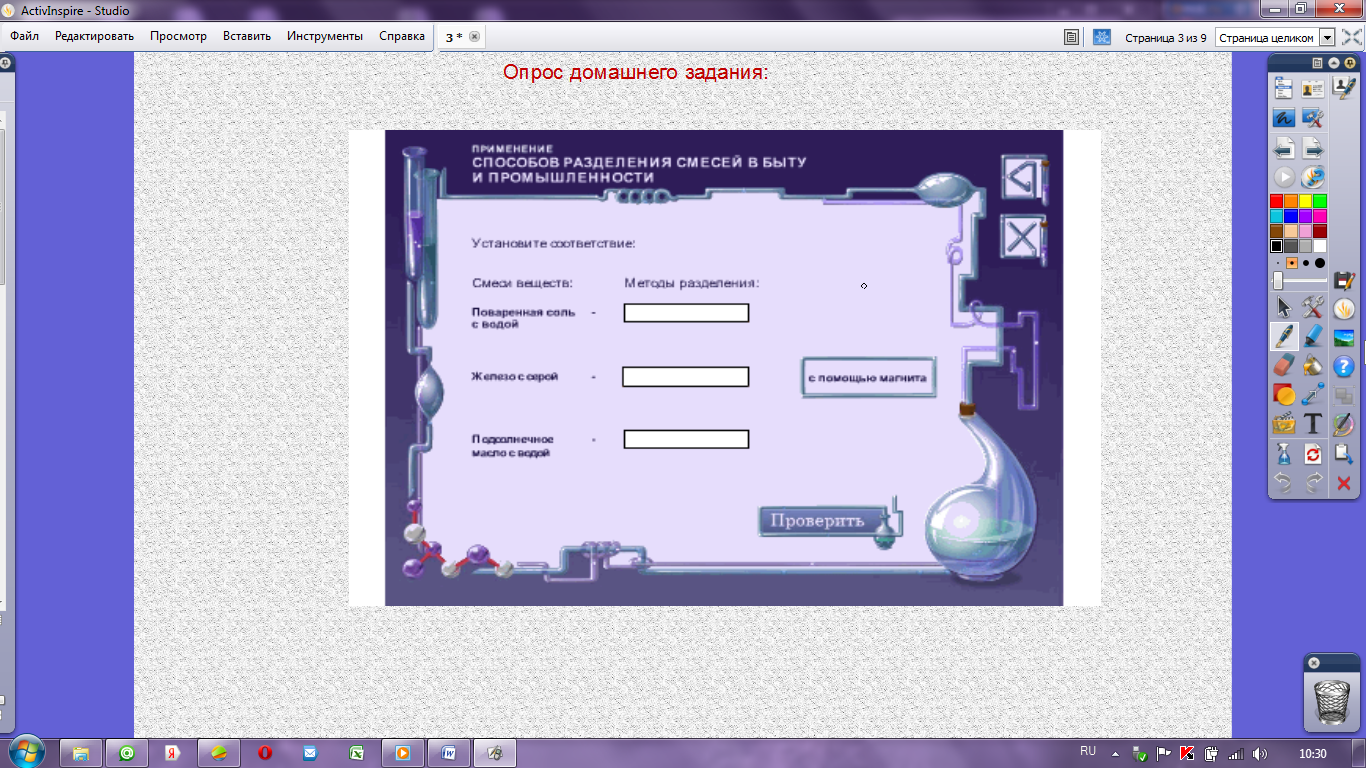 ActivInspire - Studio
Файл Редактировать Просмотр Вставить Инструменты Справка 3 * Страница 3 из 9 Страница целиком
Опрос домашнего задания:
ПРИМЕНЕНИЕ
СПОСОБОВ РАЗДЕЛЕНИЯ СМЕСЕЙ В БЫТУ
И ПРОМЫШЛЕННОСТИ
Установите соответствие:
Смеси веществ: Методы разделения:
Поваренная соль -
с водой
Железо с серой -
с помощью магнита
Подсолнечное -
масло с водой
Проверить
RU 10:30